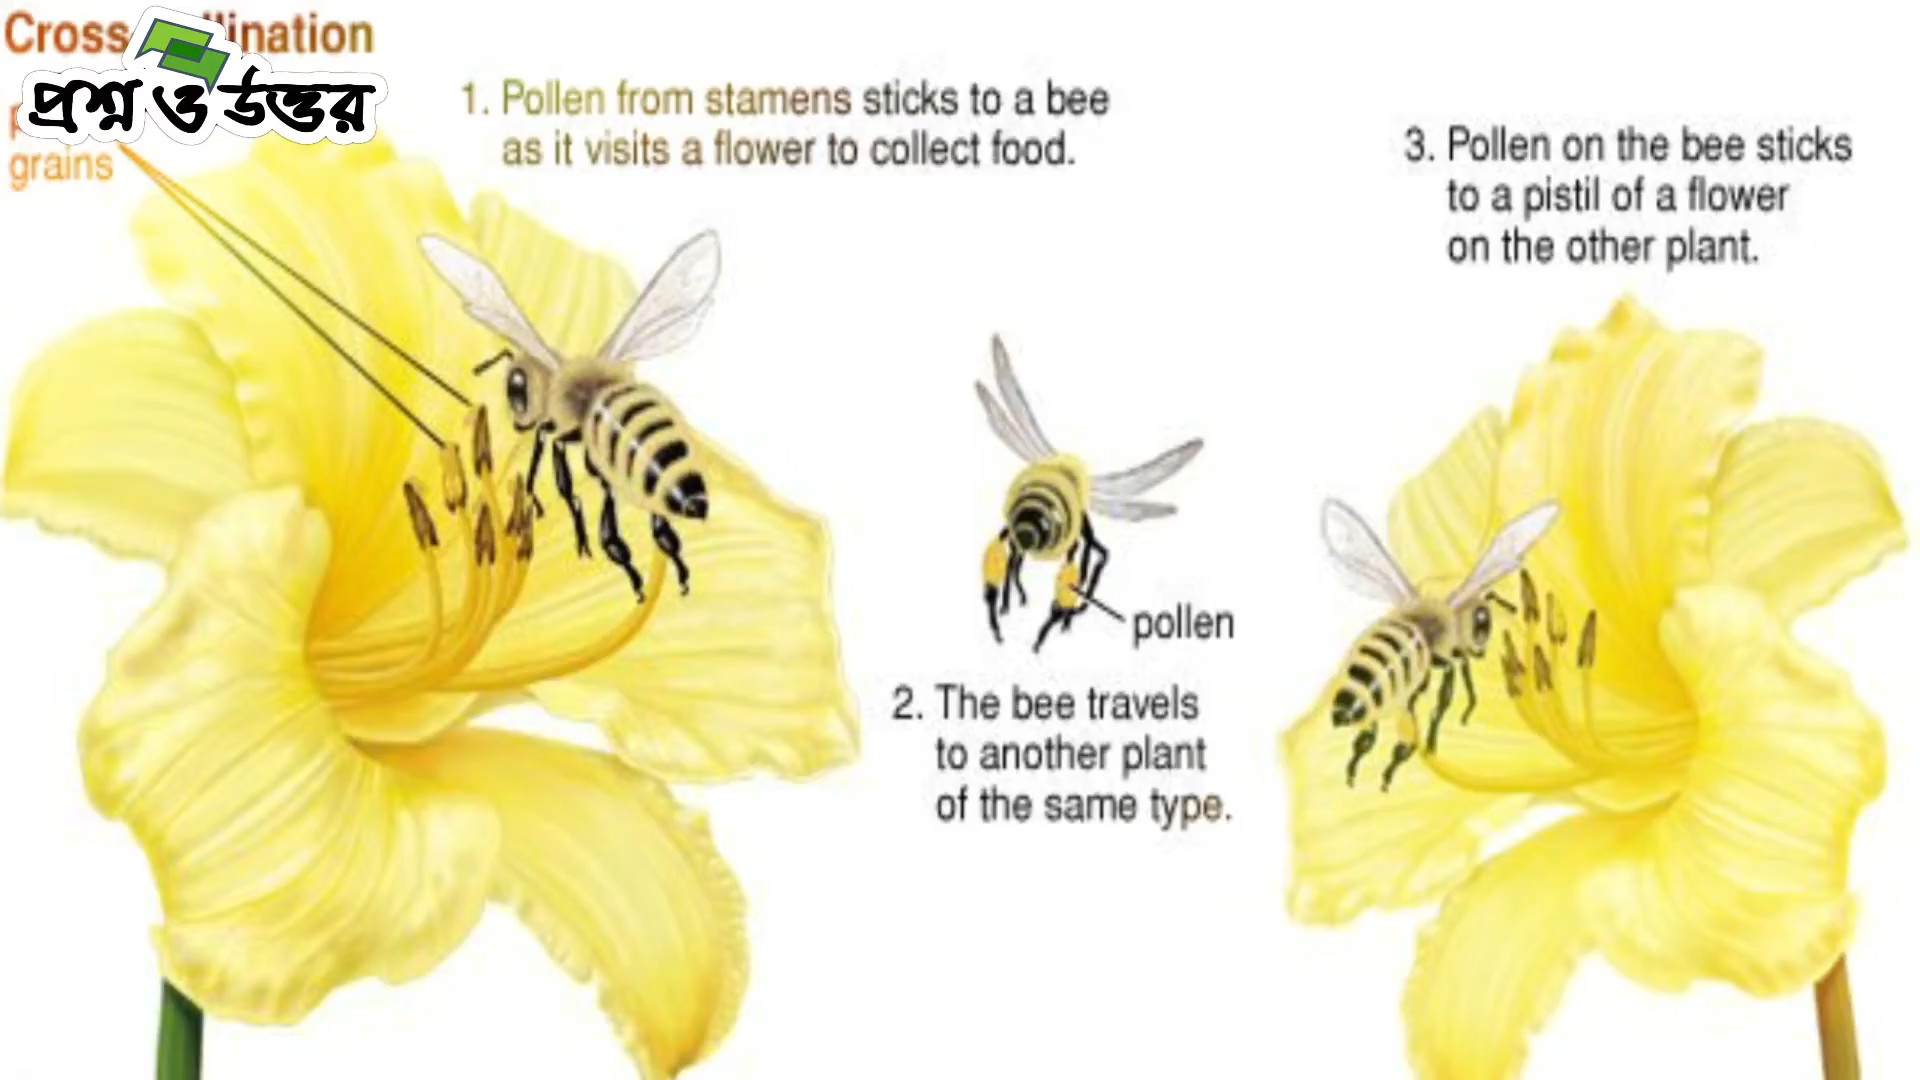 প্রশ্ন ও উত্তর
grains
1. Pollen from stamens sticks to a bee
as it visits a flower to collect food.
3. Pollen on the bee sticks
to a pistil of a flower
on the other plant.
pollen
2. The bee travels
to another plant
of the same type.